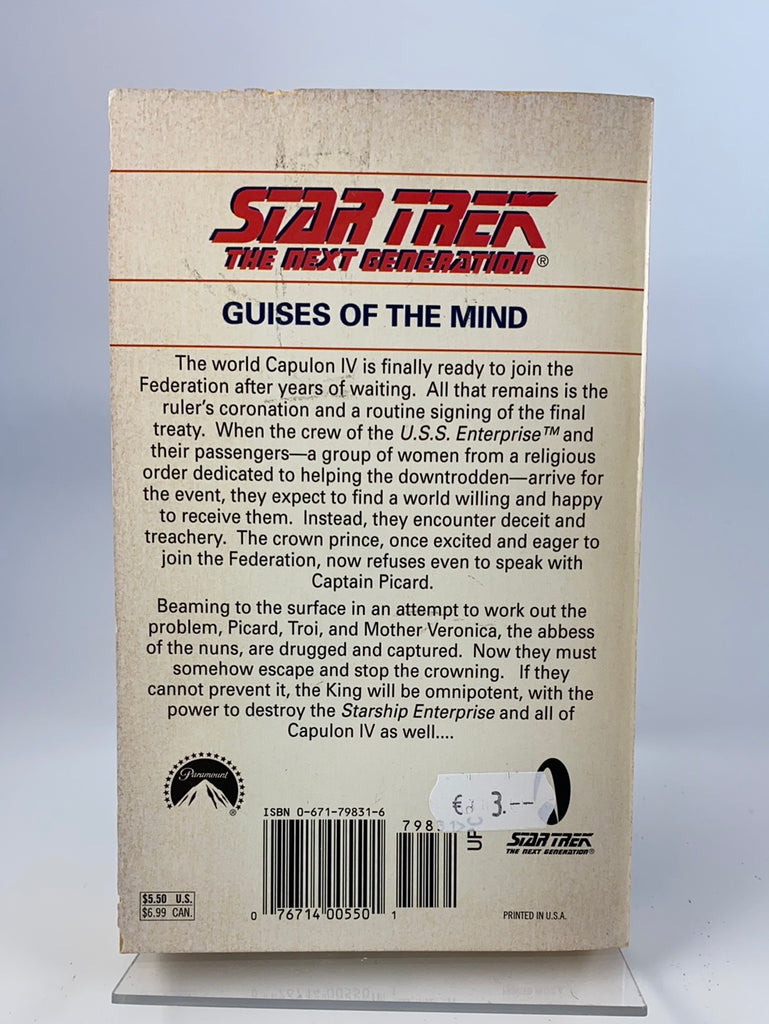 STAR TREK
THE NEXT GENERATION®
GUISES OF THE MIND
The world Capulon IV is finally ready to join the
Federation after years of waiting. All that remains is the
ruler's coronation and a routine signing of the final
treaty. When the crew of the U.S.S. Enterprise™ and
their passengers—a group of women from a religious
order dedicated to helping the downtrodden—arrive for
the event, they expect to find a world willing and happy
to receive them. Instead, they encounter deceit and
treachery. The crown prince, once excited and eager to
join the Federation, now refuses even to speak with
Captain Picard.
Beaming to the surface in an attempt to work out the
problem, Picard, Troi, and Mother Veronica, the abbess
of the nuns, are drugged and captured. Now they must
somehow escape and stop the crowning. If they
cannot prevent it, the King will be omnipotent, with the
power to destroy the Starship Enterprise and all of
Capulon IV as well....
Paramount
®
€ 3.--
ISBN 0-671-79831-6
798
UPC
STAR TREK
THE NEXT GENERATION®
$5.50 U.S.
$6.99 CAN.
0 76714 00550 1
PRINTED IN U.S.A.